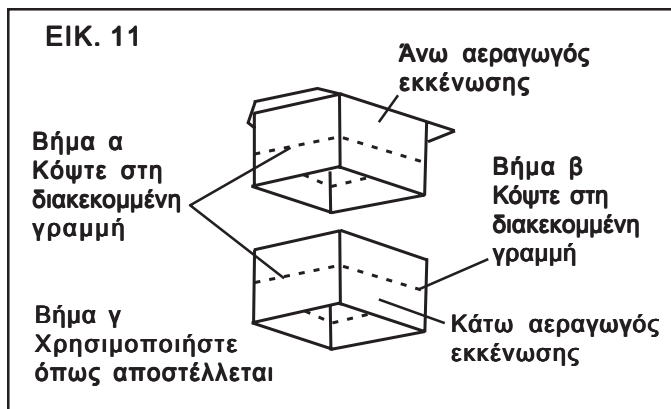 ΕΙΚ. 11
Άνω αεραγωγός
εκκένωσης
Βήμα α
Κόψτε στη
διακεκομμένη
γραμμή
Βήμα β
Κόψτε στη
διακεκομμένη
γραμμή
Βήμα γ
Χρησιμοποιήστε
όπως αποστέλλεται
Κάτω αεραγωγός
εκκένωσης